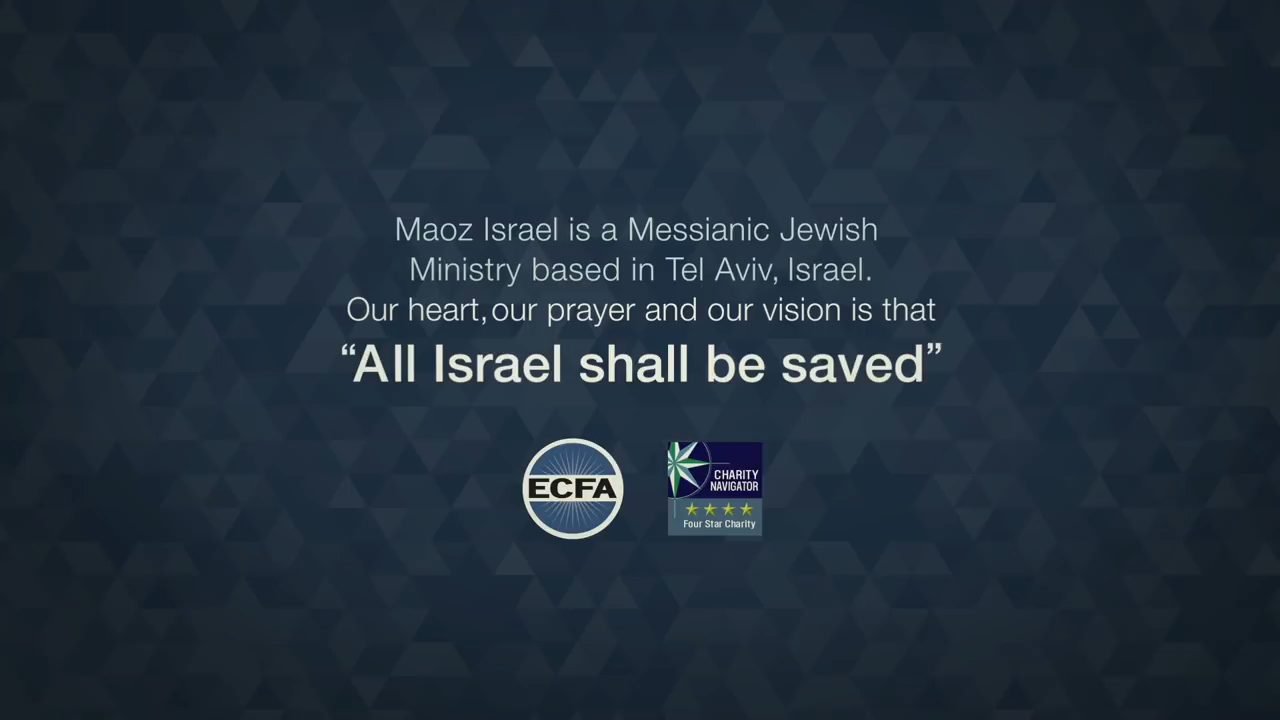 Maoz Israel is a Messianic Jewish
Ministry based in Tel Aviv, Israel.
Our heart, our prayer and our vision is that
“All Israel shall be saved”
ECFA
CHARITY
NAVIGATOR
Four Star Charity